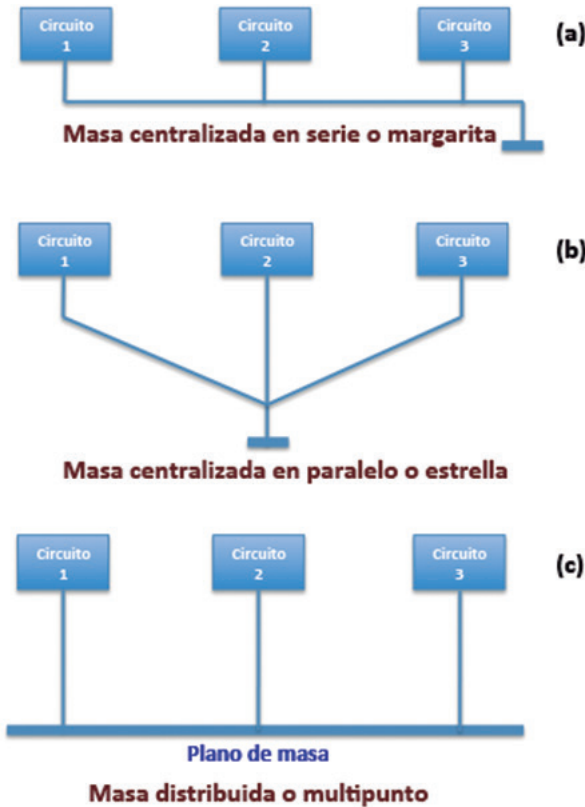 Circuito
1
Circuito
2
Circuito
3
(a)
Masa centralizada en serie o margarita
Circuito
1
Circuito
2
Circuito
3
(b)
Masa centralizada en paralelo o estrella
Circuito
1
Circuito
2
Circuito
3
(c)
Plano de masa
Masa distribuida o multipunto